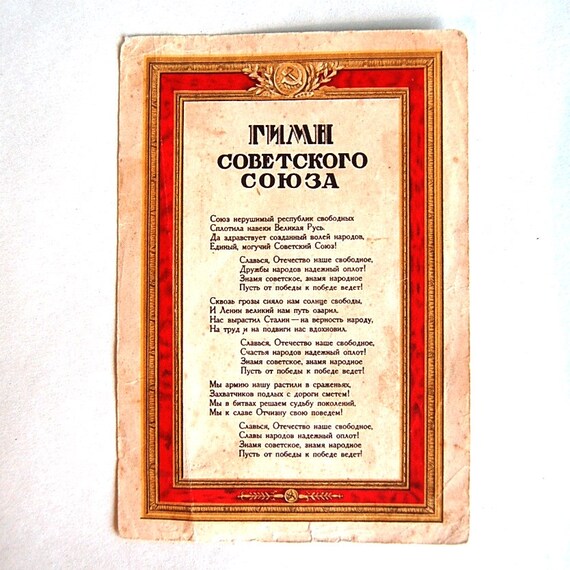 ГИМН
СОВЕТСКОГО
СОЮЗА
Союз нерушимый республик свободных
Сплотила навеки Великая Русь.
Да здравствует созданный волей народов,
Единый, могучий Советский Союз!
Славься, Отечество наше свободное,
Дружбы народов надежный оплот!
Знамя советское, знамя народное
Пусть от победы к победе ведет!
Сквозь грозы сияло нам солнце свободы,
И Ленин великий нам путь озарил.
Нас вырастил Сталин — на верность народу,
На труд и на подвиги нас вдохновил.
Славься, Отечество наше свободное,
Счастья народов надежный оплот!
Знамя советское, знамя народное
Пусть от победы к победе ведет!
Мы армию нашу растили в сраженьях,
Захватчиков подлых с дороги сметем!
Мы в битвах решаем судьбу поколений,
Мы к славе Отчизну свою поведем!
Славься, Отечество наше свободное,
Славы народов надежный оплот!
Знамя советское, знамя народное
Пусть от победы к победе ведет!